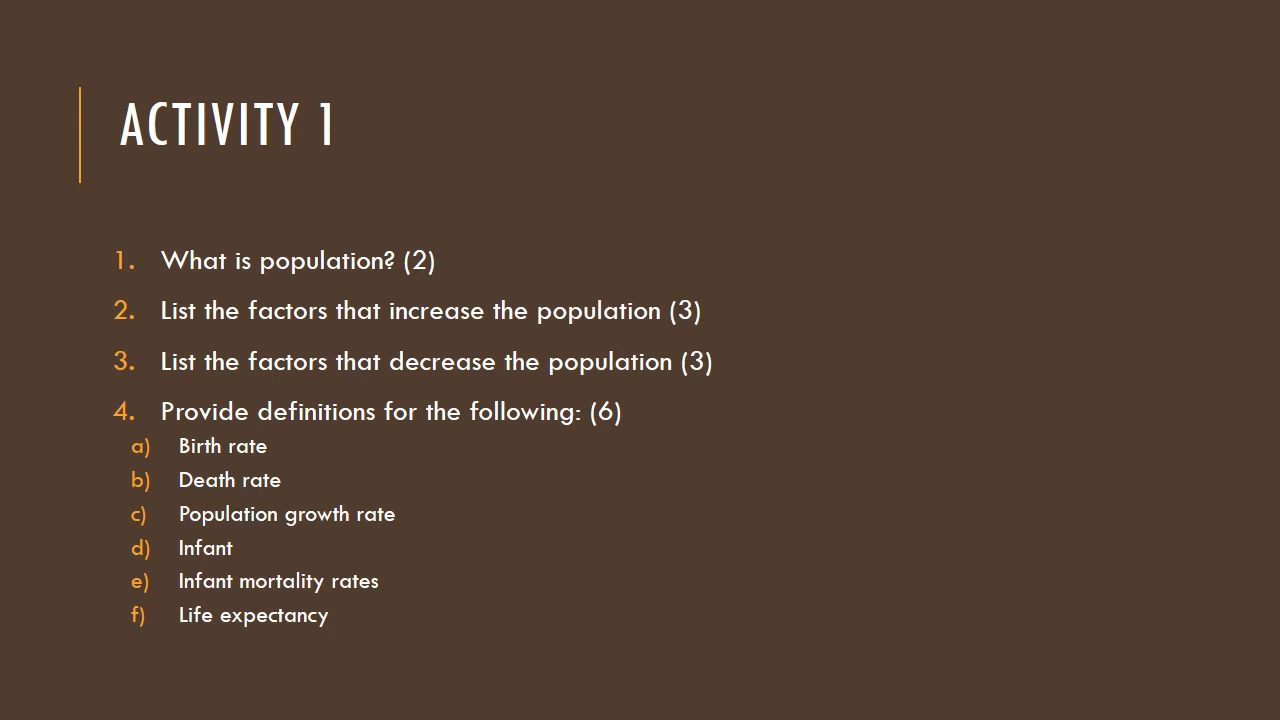 ACTIVITY 1
1. What is population? (2)
2. List the factors that increase the population (3)
3. List the factors that decrease the population (3)
4. Provide definitions for the following: (6)
a) Birth rate
b) Death rate
c) Population growth rate
d) Infant
e) Infant mortality rates
f) Life expectancy